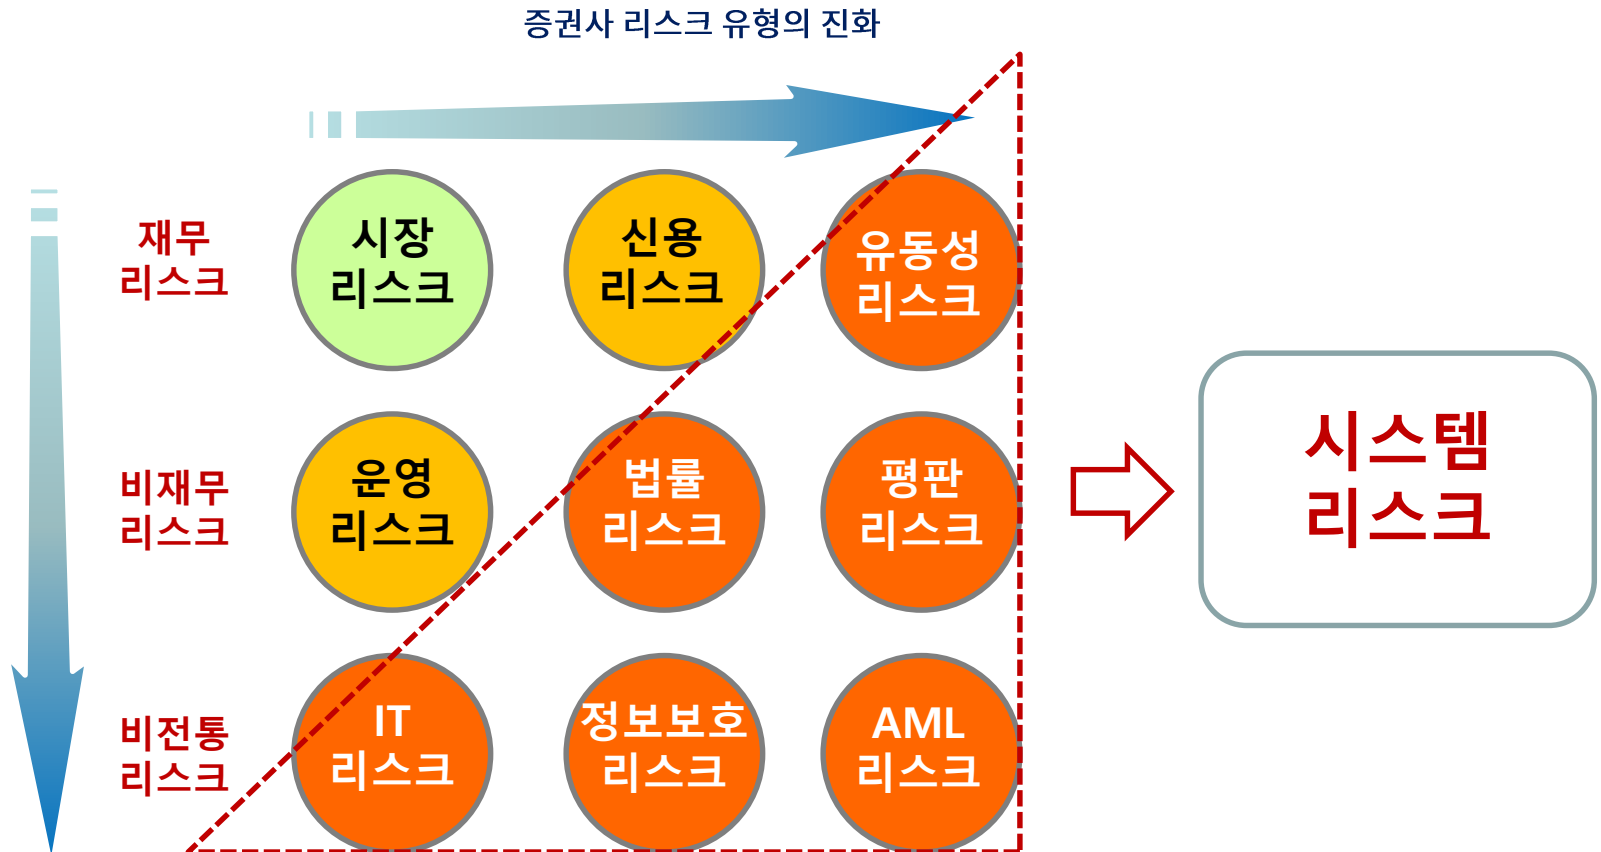 증권사 리스크 유형의 진화
재무
리스크
시장
리스크
신용
리스크
유동성
리스크
비재무
리스크
운영
리스크
법률
리스크
평판
리스크
시스템
리스크
비전통
리스크
IT
리스크
정보보호
리스크
AML
리스크